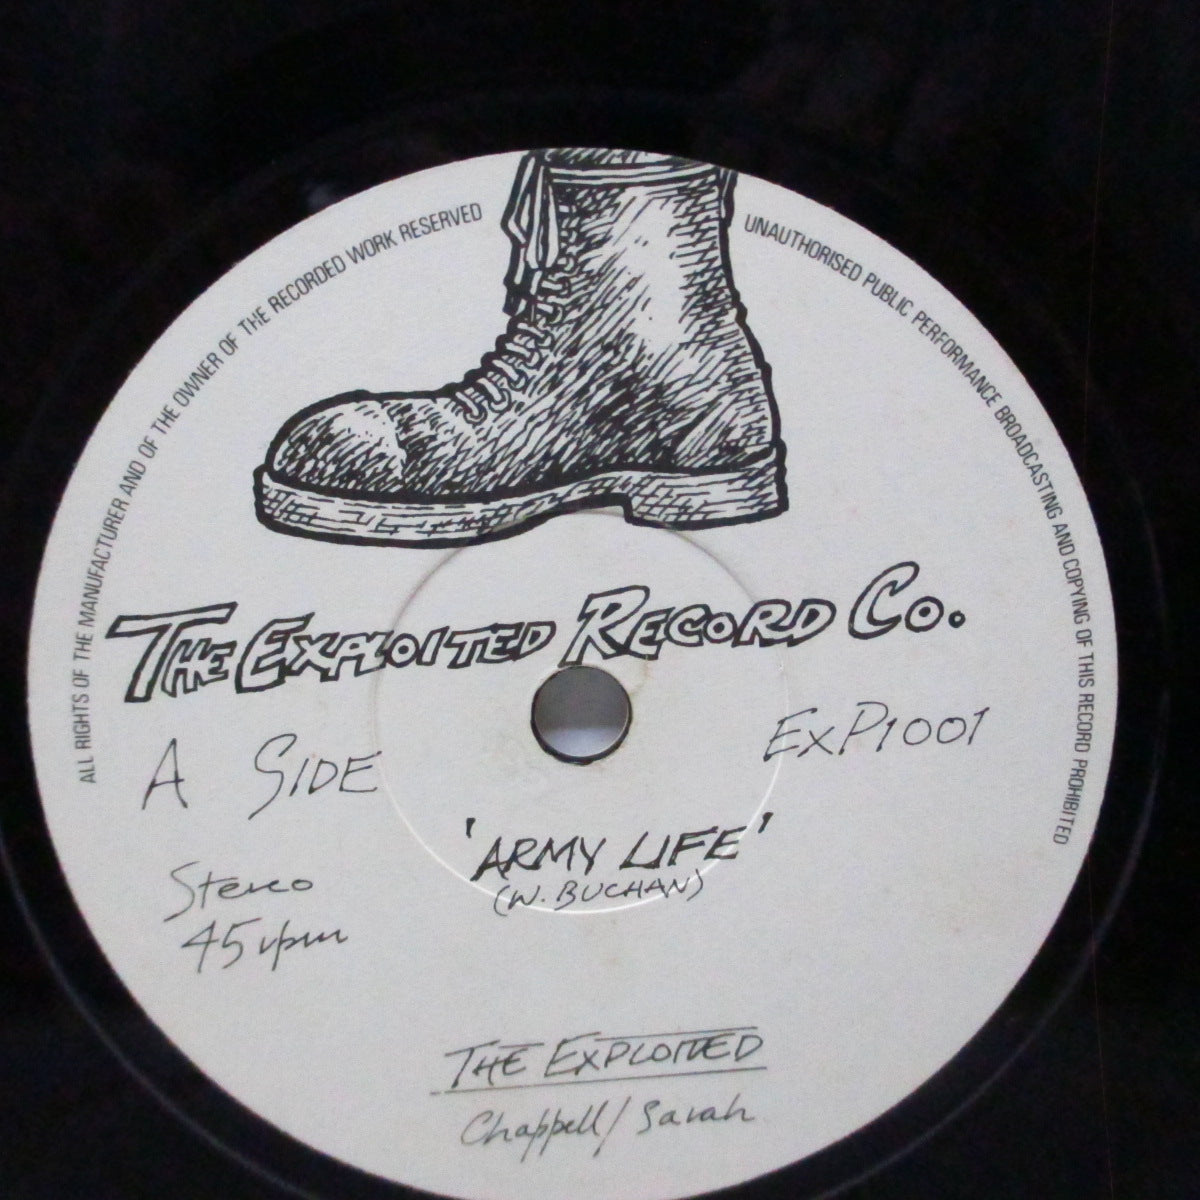 ALL RIGHTS OF THE MANUFACTURER AND OF THE OWNER OF THE RECORDED WORK RESERVED
UNAUTHORISED PUBLIC PERFORMANCE BROADCASTING AND COPYING OF THIS RECORD PROHIBITED
THE EXPLOITED RECORD CO.
A SIDE
EXP1001
'ARMY LIFE'
(W. BUCHAN)
Stereo
45 rpm
THE EXPLOITED
Chappell/Sarah